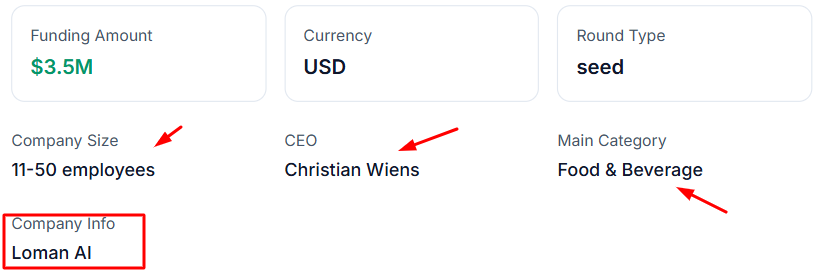 Funding Amount
$3.5M
Currency
USD
Round Type
seed
Company Size
11-50 employees
CEO
Christian Wiens
Main Category
Food & Beverage
Company Info
Loman AI